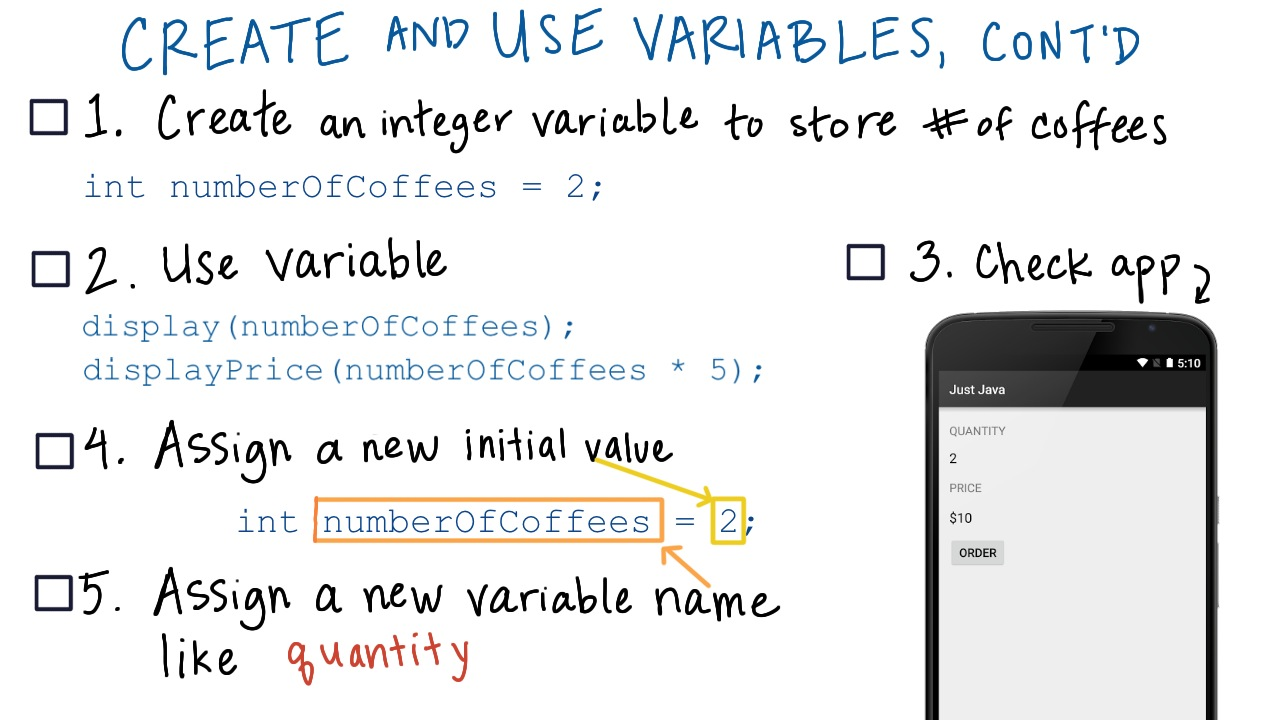 CREATE AND USE VARIABLES, CONT'D
1. Create an integer variable to store # of coffees
int numberOfCoffees = 2;
2. Use variable
display(numberOfCoffees);
displayPrice(numberOfCoffees * 5);
3. Check app
5:10
Just Java
QUANTITY
2
PRICE
$10
ORDER
4. Assign a new initial value
int numberOfCoffees = 2;
5. Assign a new variable name
like quantity